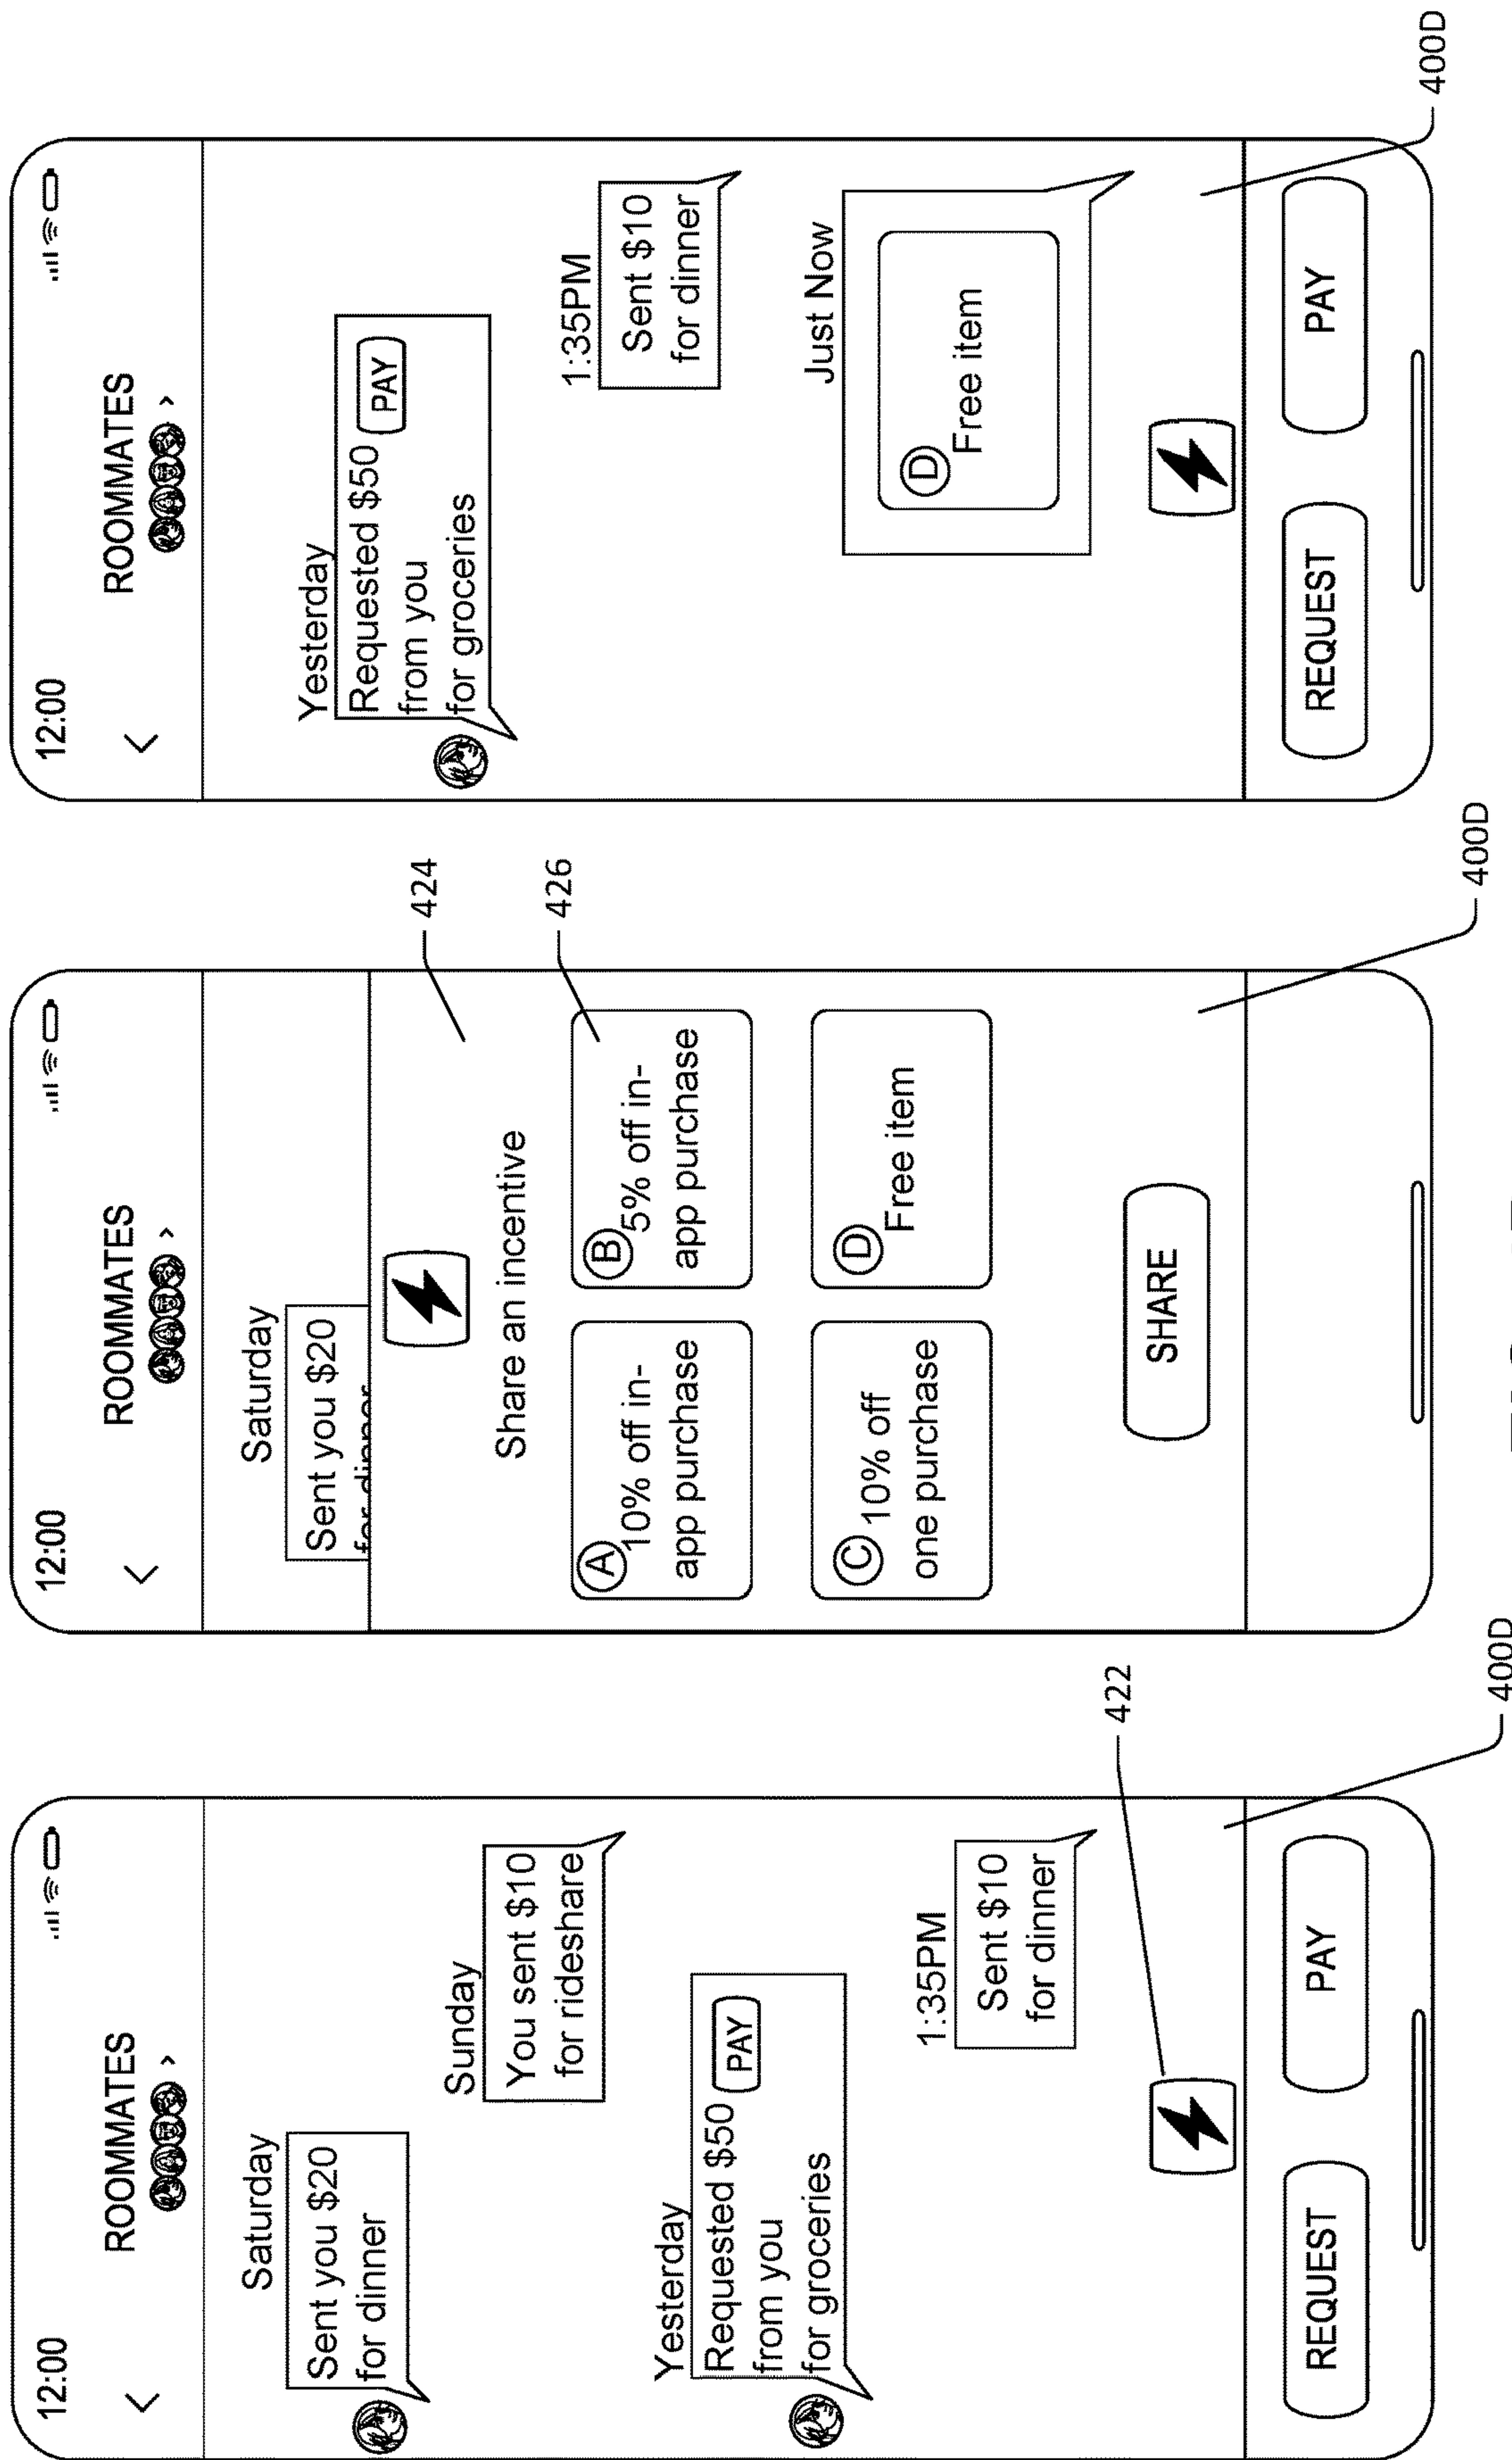 12:00
ROOMMATES
Saturday
Sent you $20
for dinner
Sunday
You sent $10
for rideshare
Yesterday
Requested $50
from you
for groceries
PAY
1:35PM
Sent $10
for dinner
422
REQUEST
PAY
400D
12:00
ROOMMATES
Saturday
Sent you $20
for dinner
424
Share an incentive
426
A
10% off in-
app purchase
B
5% off in-
app purchase
C
10% off
one purchase
D
Free item
SHARE
400D
12:00
ROOMMATES
Yesterday
Requested $50
from you
for groceries
PAY
1:35PM
Sent $10
for dinner
Just Now
D
Free item
REQUEST
PAY
400D